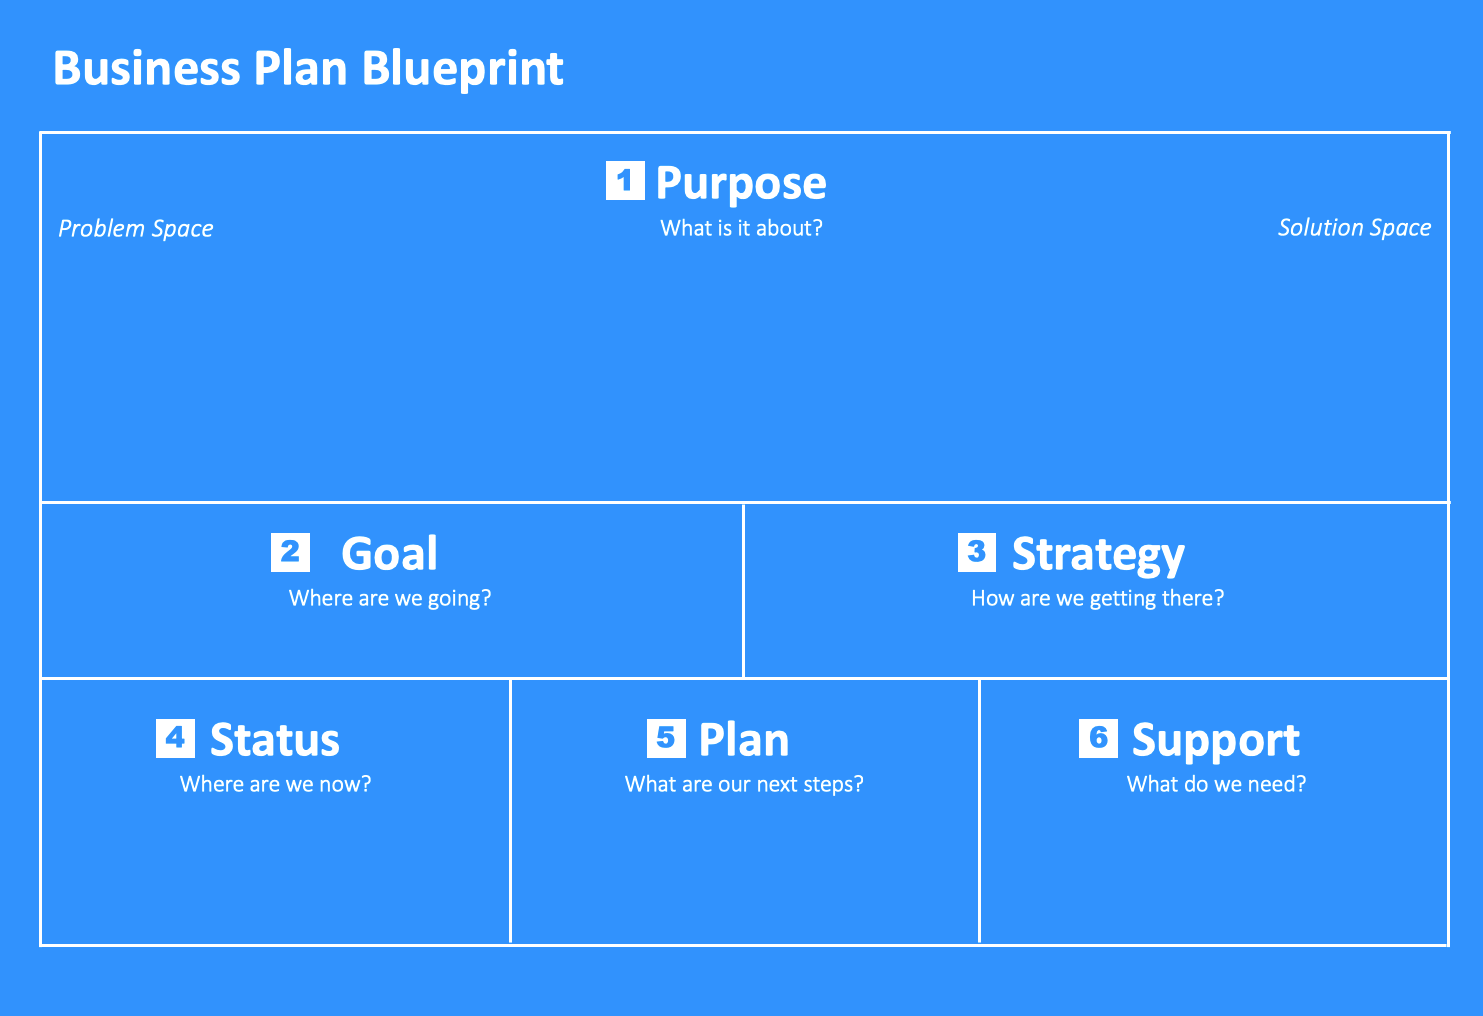 Business Plan Blueprint
1 Purpose
Problem Space
What is it about?
Solution Space
2 Goal
Where are we going?
3 Strategy
How are we getting there?
4 Status
Where are we now?
5 Plan
What are our next steps?
6 Support
What do we need?